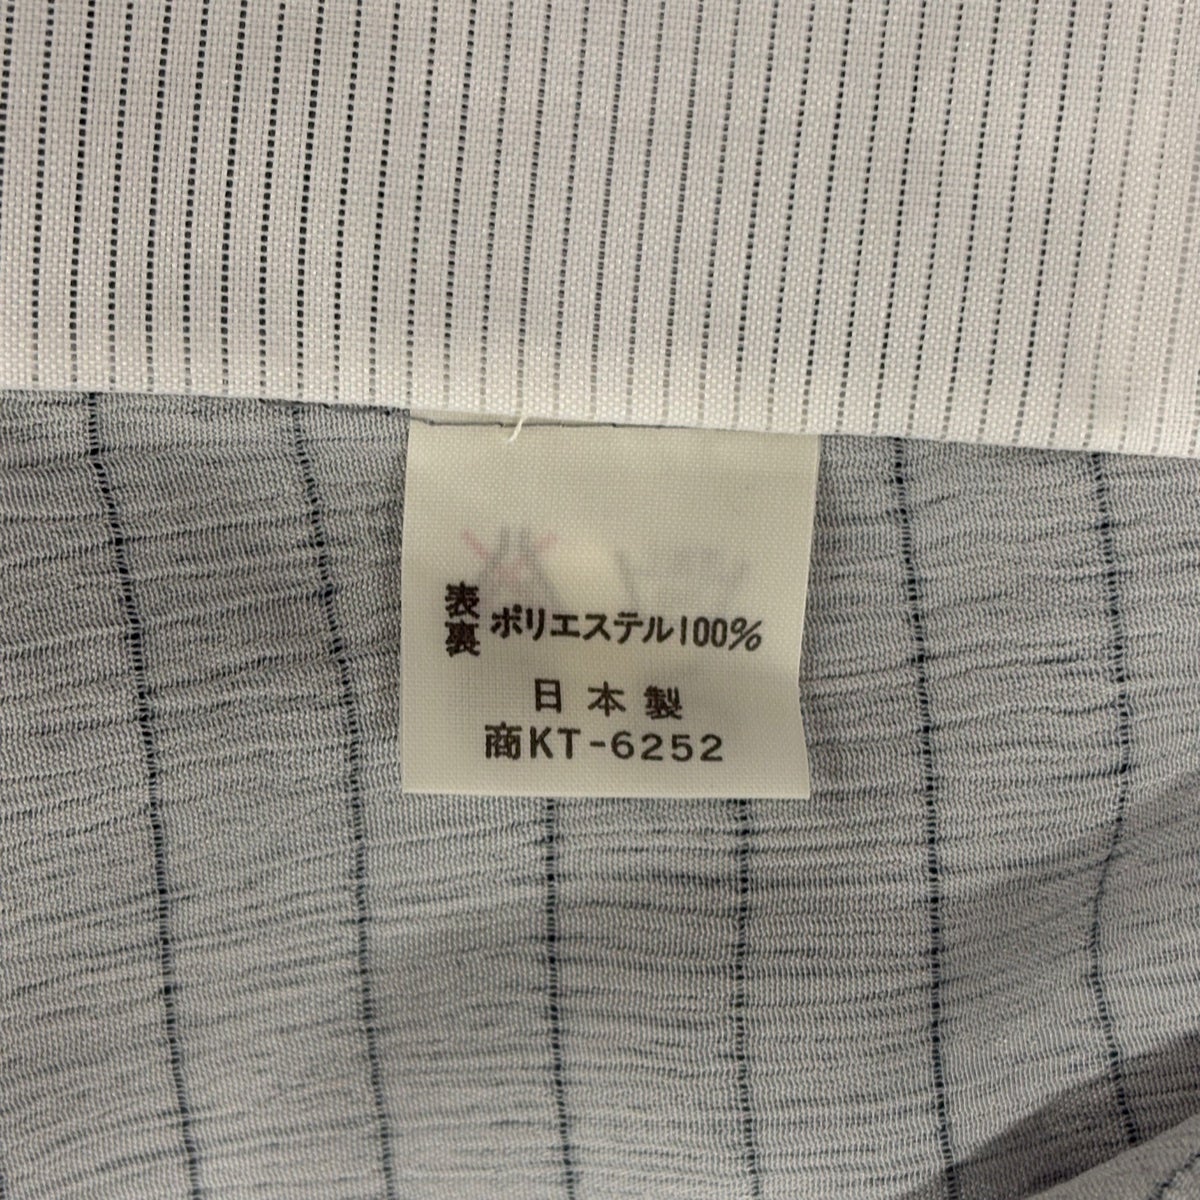 表
裏 ポリエステル100%
日本製
商KT-6252